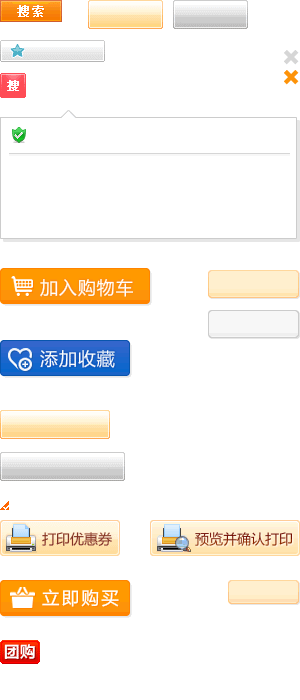 搜索
搜
加入购物车
添加收藏
打印优惠券 预览并确认打印
立即购买
团购